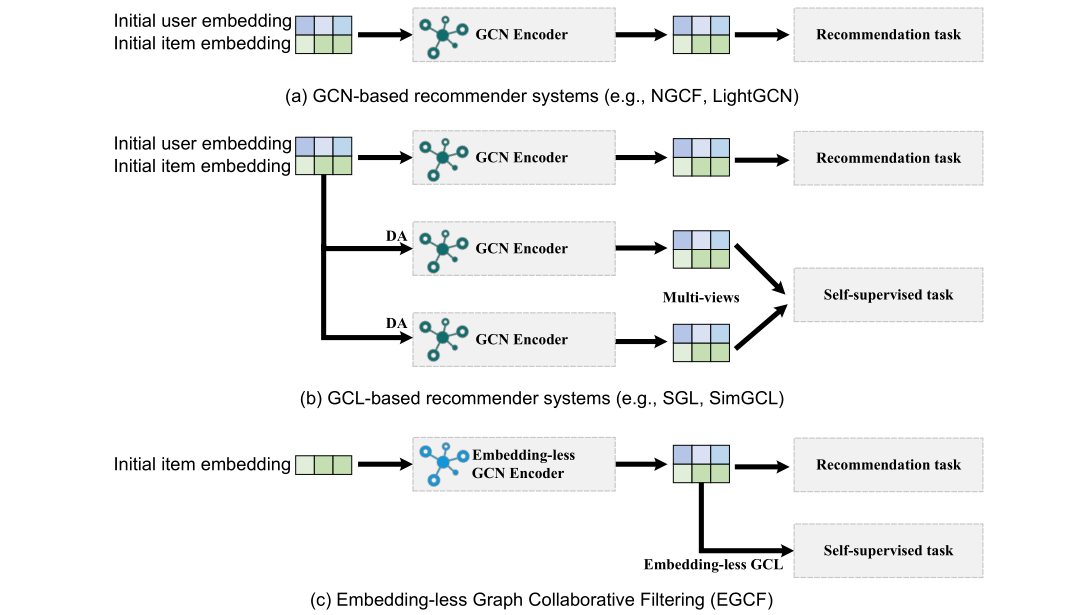 Initial user embedding
Initial item embedding
GCN Encoder
Recommendation task
(a) GCN-based recommender systems (e.g., NGCF, LightGCN)
Initial user embedding
Initial item embedding
GCN Encoder
Recommendation task
DA
GCN Encoder
Multi-views
Self-supervised task
DA
GCN Encoder
(b) GCL-based recommender systems (e.g., SGL, SimGCL)
Initial item embedding
Embedding-less
GCN Encoder
Recommendation task
Embedding-less GCL
Self-supervised task
(c) Embedding-less Graph Collaborative Filtering (EGCF)